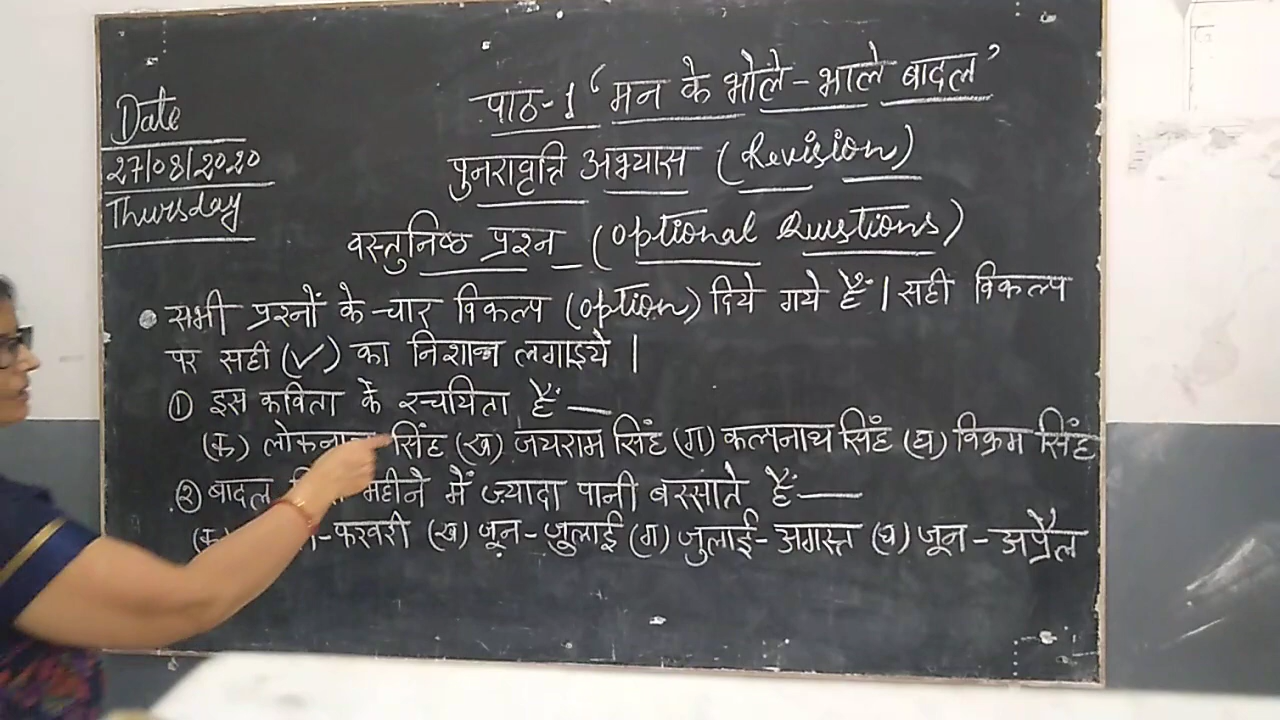 Date
27/08/2020
Thursday
पाठ-1 'मन के भोले-भाले बादल'
पुनरावृत्ति अभ्यास (Revision)
वस्तुनिष्ठ प्रश्न (Optional Questions)
• सभी प्रश्नों के चार विकल्प (option) दिये गये हैं। सही विकल्प
पर सही (✓) का निशान लगाइये।
① इस कविता के रचयिता हैं —
(क) सिंह (ख) जयराम सिंह (ग) कल्पनाथ सिंह (घ) विक्रम सिंह
② बादल महीने में ज़्यादा पानी बरसाते हैं —
-फरवरी (ख) जून-जुलाई (ग) जुलाई-अगस्त (घ) जून-अप्रैल